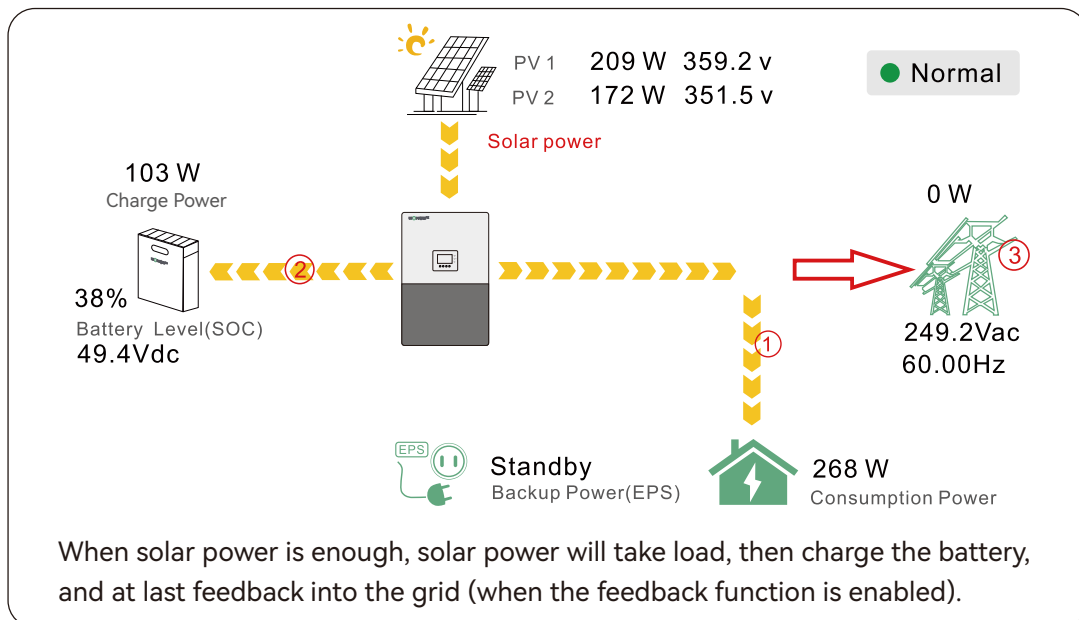 PV 1 209 W 359.2 v
PV 2 172 W 351.5 v
Normal
Solar power
103 W
Charge Power
0 W
②
③
38%
Battery Level(SOC)
49.4Vdc
249.2Vac
60.00Hz
①
EPS
Standby
Backup Power(EPS)
268 W
Consumption Power
When solar power is enough, solar power will take load, then charge the battery,
and at last feedback into the grid (when the feedback function is enabled).